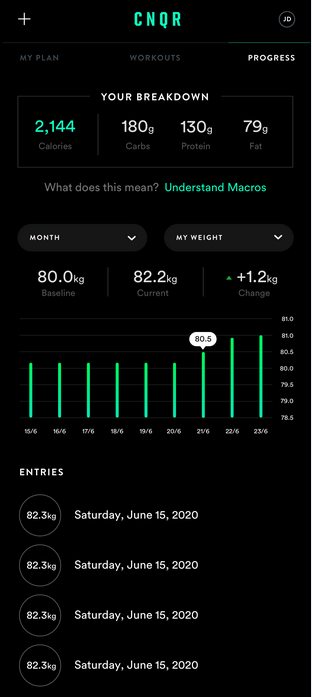 +
CNQR
JD
MY PLAN WORKOUTS PROGRESS
YOUR BREAKDOWN
2,144 180g 130g 79g
Calories Carbs Protein Fat
What does this mean? Understand Macros
MONTH MY WEIGHT
80.0kg 82.2kg +1.2kg
Baseline Current Change
81.0
81.0
80.5
80.5
80.0
79.5
79.0
78.5
15/6 16/6 17/6 18/6 19/6 20/6 21/6 22/6 23/6
ENTRIES
82.3kg Saturday, June 15, 2020
82.3kg Saturday, June 15, 2020
82.3kg Saturday, June 15, 2020
82.3kg Saturday, June 15, 2020